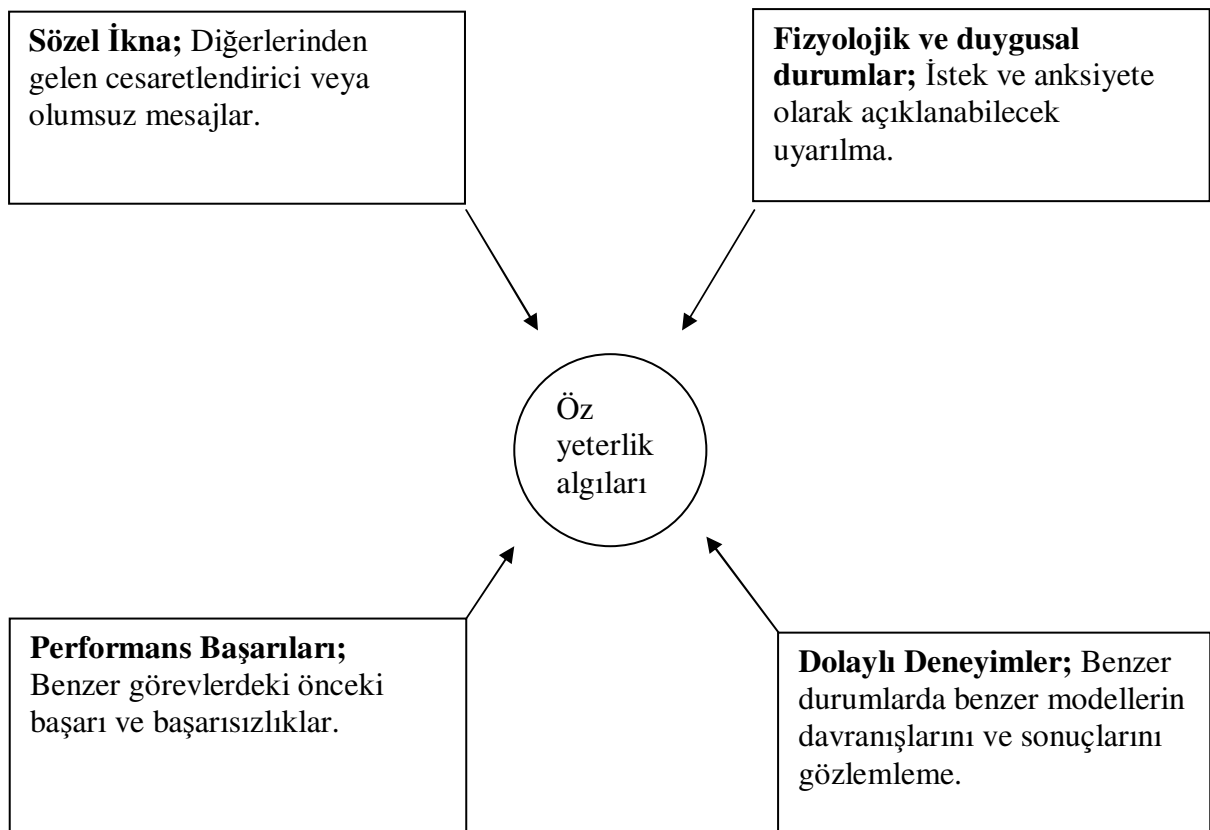 Sözel İkna; Diğerlerinden
gelen cesaretlendirici veya
olumsuz mesajlar.
Fizyolojik ve duygusal
durumlar; İstek ve anksiyete
olarak açıklanabilecek
uyarılma.
Öz
yeterlik
algıları
Performans Başarıları;
Benzer görevlerdeki önceki
başarı ve başarısızlıklar.
Dolaylı Deneyimler; Benzer
durumlarda benzer modellerin
davranışlarını ve sonuçlarını
gözlemleme.